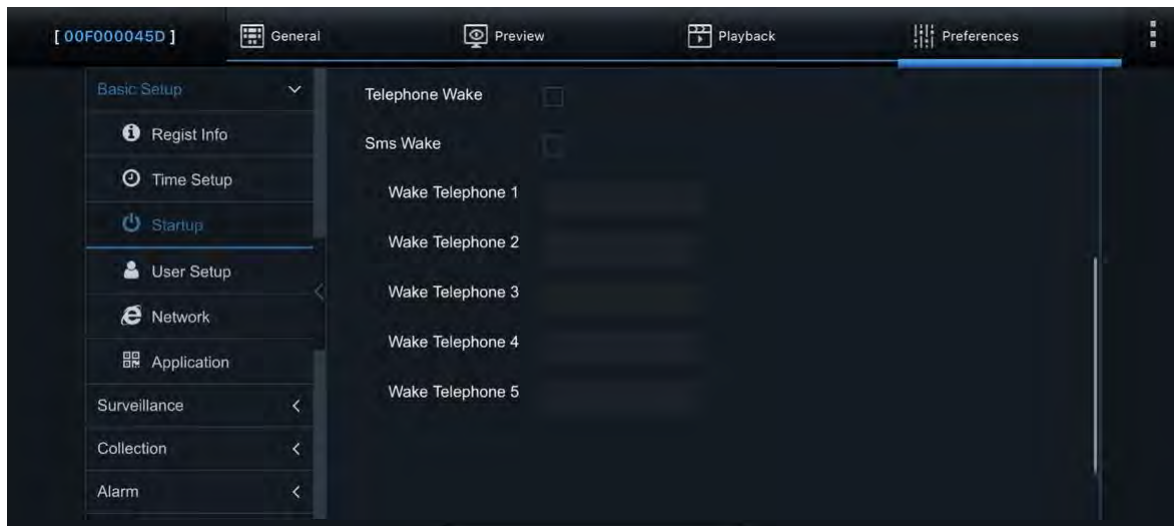 [ 00F000045D ] General Preview Playback Preferences
Basic Setup
Regist Info
Time Setup
Startup
User Setup
Network
Application
Surveillance
Collection
Alarm
Telephone Wake
Sms Wake
Wake Telephone 1
Wake Telephone 2
Wake Telephone 3
Wake Telephone 4
Wake Telephone 5